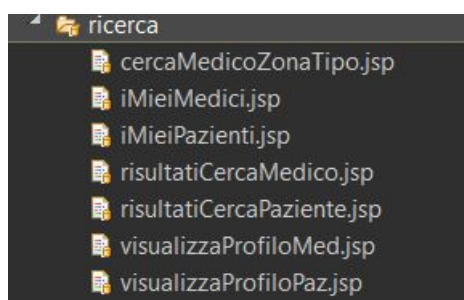 ricerca
cercaMedicoZonaTipo.jsp
iMieiMedici.jsp
iMieiPazienti.jsp
risultatiCercaMedico.jsp
risultatiCercaPaziente.jsp
visualizzaProfiloMed.jsp
visualizzaProfiloPaz.jsp